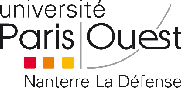 université
Paris Ouest
Nanterre La Défense